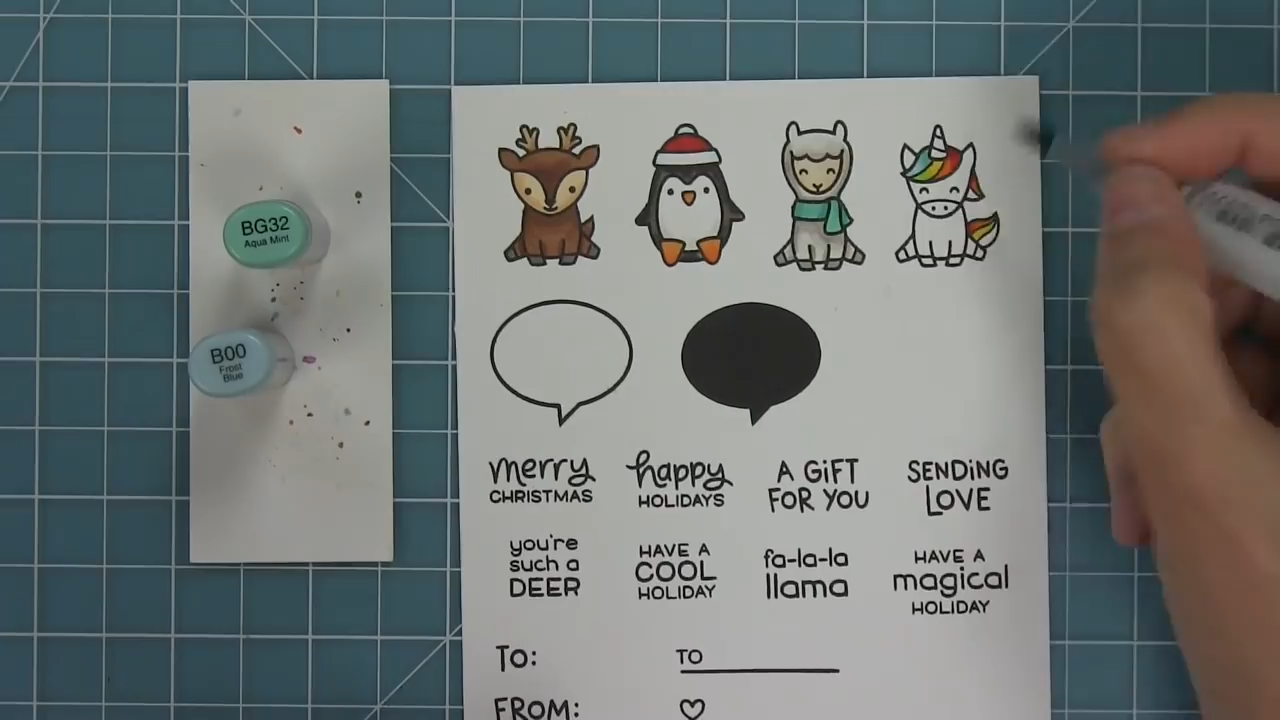 BG32
Aqua Mint
B00
Frost
Blue
merry
CHRISTMAS
happy
HOLIDAYS
A GiFT
FOR YOU
SENDiNG
LOVE
you're
such a
DEER
HAVE A
COOL
HOLIDAY
fa-la-la
llama
HAVE A
magical
HOLIDAY
TO:
TO
FROM: